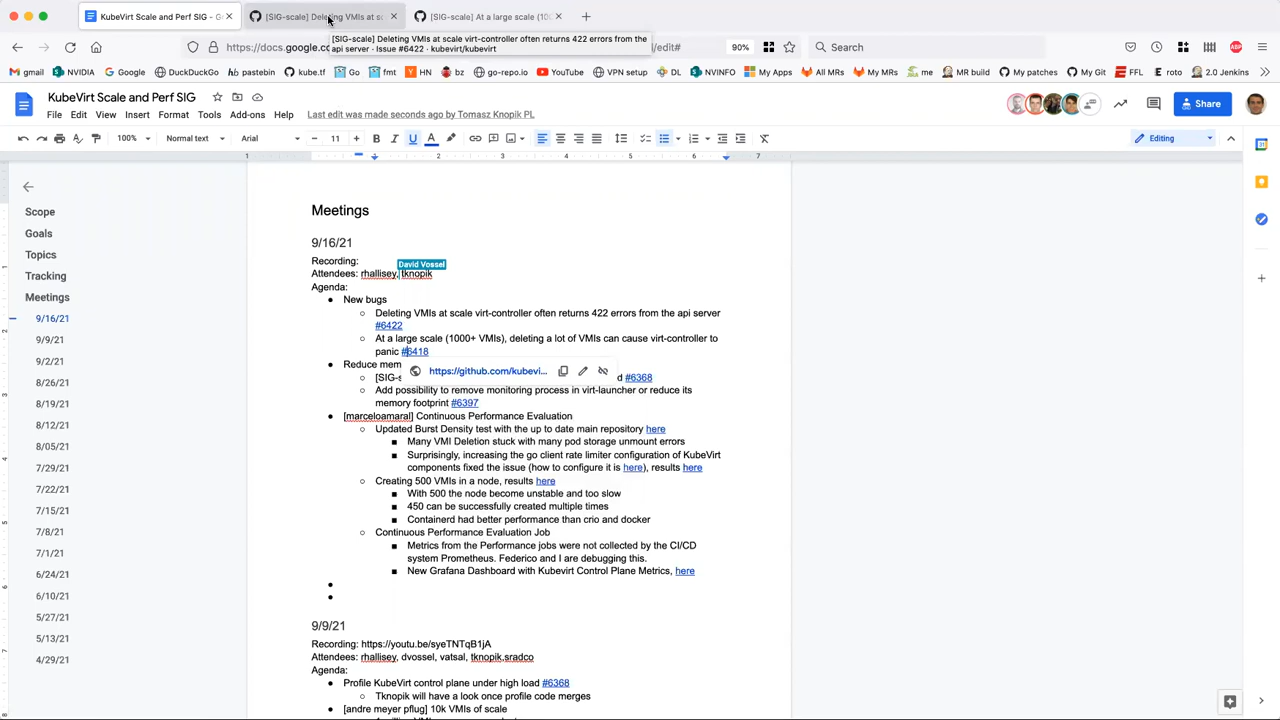 KubeVirt Scale and Perf SIG - G
[SIG-scale] Deleting VMIs at sc
[SIG-scale] At a large scale (10
[SIG-scale] Deleting VMIs at scale virt-controller often returns 422 errors from the
api server · Issue #6422 · kubevirt/kubevirt
https://docs.google.co
/edit#
90%
Search
gmail
NVIDIA
Google
DuckDuckGo
pastebin
kube.tf
Go
fmt
HN
bz
go-repo.io
YouTube
VPN setup
DL
NVINFO
My Apps
All MRs
My MRs
me
MR build
My patches
My Git
FFL
roto
2.0 Jenkins
KubeVirt Scale and Perf SIG
File Edit View Insert Format Tools Add-ons Help
Last edit was made seconds ago by Tomasz Knopik PL
Share
100%
Normal text
Arial
11
Editing
1 2 3 4 5 6 7
Scope
Goals
Topics
Tracking
Meetings
9/16/21
9/9/21
9/2/21
8/26/21
8/19/21
8/12/21
8/05/21
7/29/21
7/22/21
7/15/21
7/8/21
7/1/21
6/24/21
6/10/21
5/27/21
5/13/21
4/29/21
Meetings
9/16/21
Recording:
David Vossel
Attendees: rhallisey, tknopik
Agenda:
New bugs
Deleting VMIs at scale virt-controller often returns 422 errors from the api server
#6422
At a large scale (1000+ VMIs), deleting a lot of VMIs can cause virt-controller to
panic #6418
Reduce mem
https://github.com/kubevi...
[SIG-s
d #6368
Add possibility to remove monitoring process in virt-launcher or reduce its
memory footprint #6397
[marceloamaral] Continuous Performance Evaluation
Updated Burst Density test with the up to date main repository here
Many VMI Deletion stuck with many pod storage unmount errors
Surprisingly, increasing the go client rate limiter configuration of KubeVirt
components fixed the issue (how to configure it is here), results here
Creating 500 VMIs in a node, results here
With 500 the node become unstable and too slow
450 can be successfully created multiple times
Containerd had better performance than crio and docker
Continuous Performance Evaluation Job
Metrics from the Performance jobs were not collected by the CI/CD
system Prometheus. Federico and I are debugging this.
New Grafana Dashboard with Kubevirt Control Plane Metrics, here
9/9/21
Recording: https://youtu.be/syeTNTqB1jA
Attendees: rhallisey, dvossel, vatsal, tknopik,sradco
Agenda:
Profile KubeVirt control plane under high load #6368
Tknopik will have a look once profile code merges
[andre meyer pflug] 10k VMIs of scale